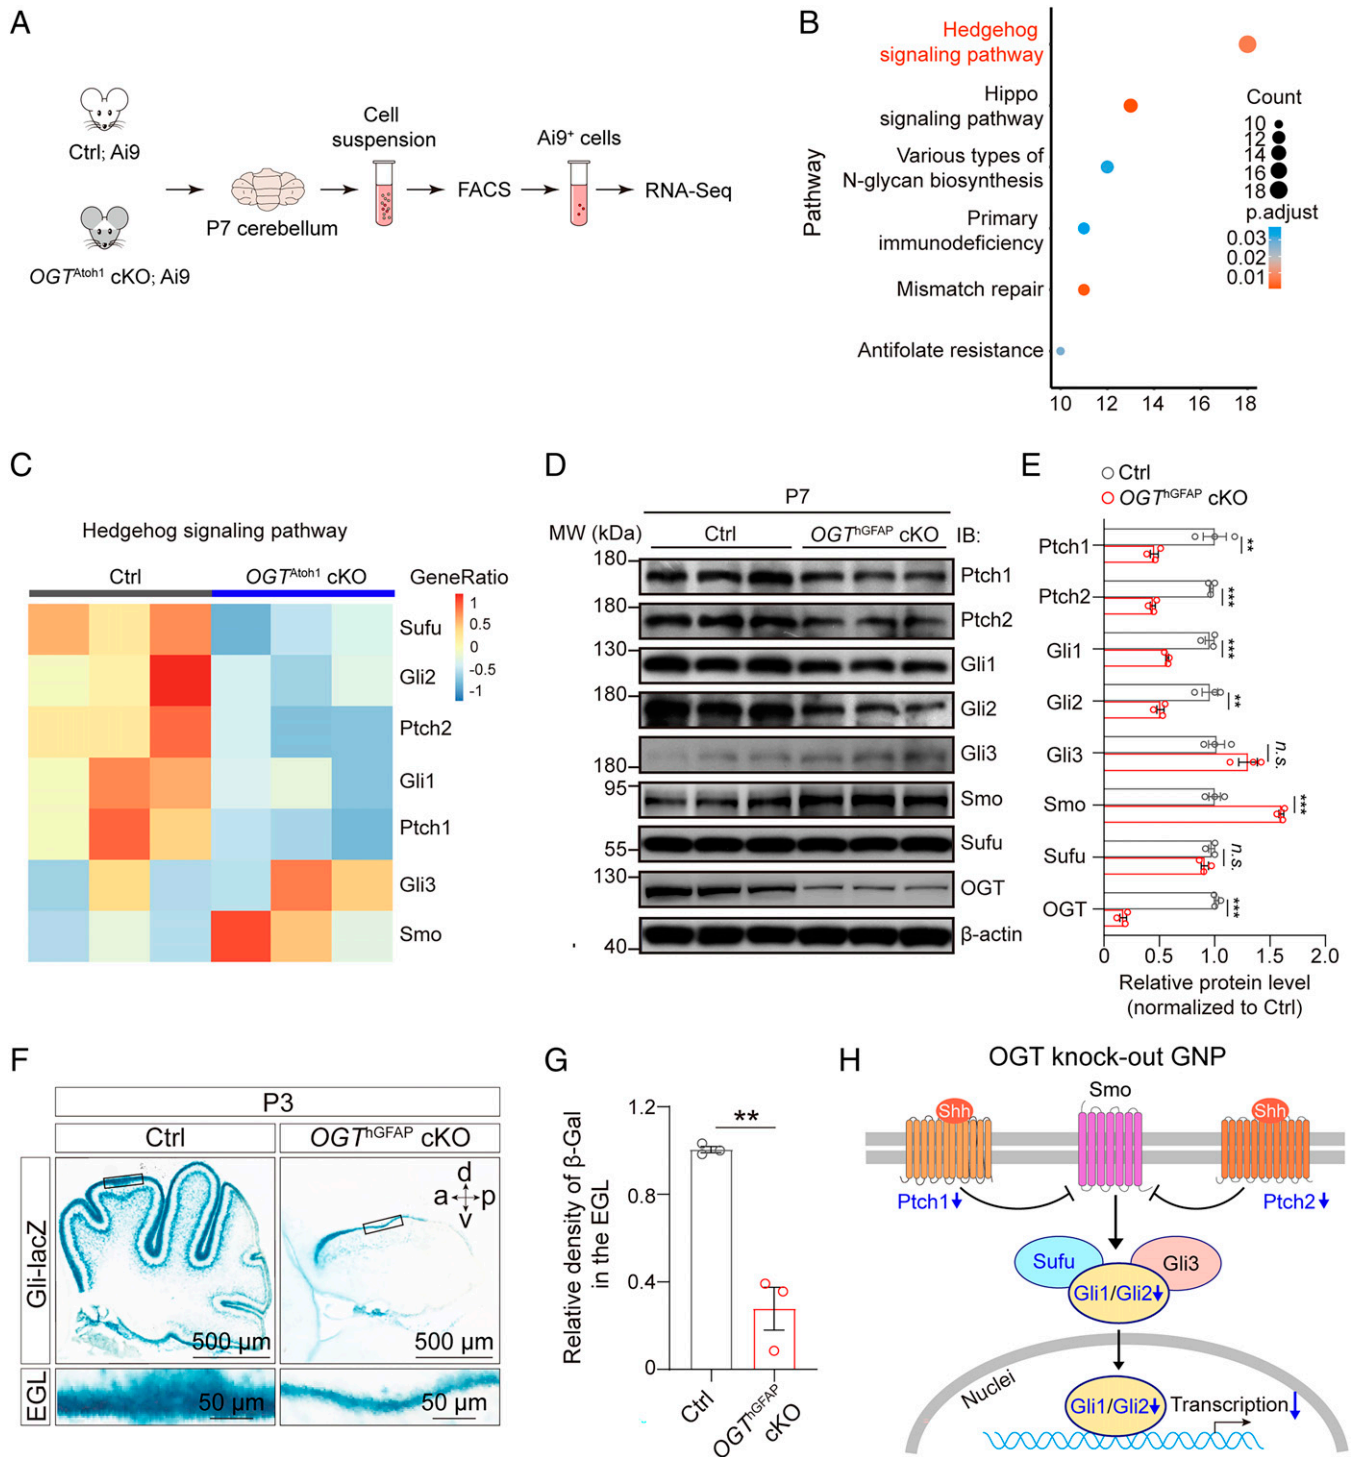 A
Ctrl; Ai9
OGTAtoh1 cKO; Ai9
P7 cerebellum
Cell
suspension
FACS
Ai9+ cells
RNA-Seq
B
Pathway
Hedgehog
signaling pathway
Hippo
signaling pathway
Various types of
N-glycan biosynthesis
Primary
immunodeficiency
Mismatch repair
Antifolate resistance
10 12 14 16 18
Count
10
12
14
16
18
p.adjust
0.03
0.02
0.01
C
Hedgehog signaling pathway
Ctrl OGTAtoh1 cKO
GeneRatio
1
0.5
0
-0.5
-1
Sufu
Gli2
Ptch2
Gli1
Ptch1
Gli3
Smo
D
P7
MW (kDa) Ctrl OGThGFAP cKO IB:
180 Ptch1
180 Ptch2
130 Gli1
180 Gli2
180 Gli3
95 Smo
55 Sufu
130 OGT
40 β-actin
E
Ctrl
OGThGFAP cKO
Ptch1 **
Ptch2 ***
Gli1 ***
Gli2 **
Gli3 n.s.
Smo ***
Sufu n.s.
OGT ***
0 0.5 1.0 1.5 2.0
Relative protein level
(normalized to Ctrl)
F
P3
Ctrl OGThGFAP cKO
Gli-lacZ
d
a p
v
500 μm 500 μm
EGL
50 μm 50 μm
G
Relative density of β-Gal
in the EGL
1.2
0.8
0.4
0
**
Ctrl
OGThGFAP
cKO
H
OGT knock-out GNP
Smo
Shh Shh
Ptch1 Ptch2
Sufu Gli3
Gli1/Gli2
Nuclei
Gli1/Gli2 Transcription